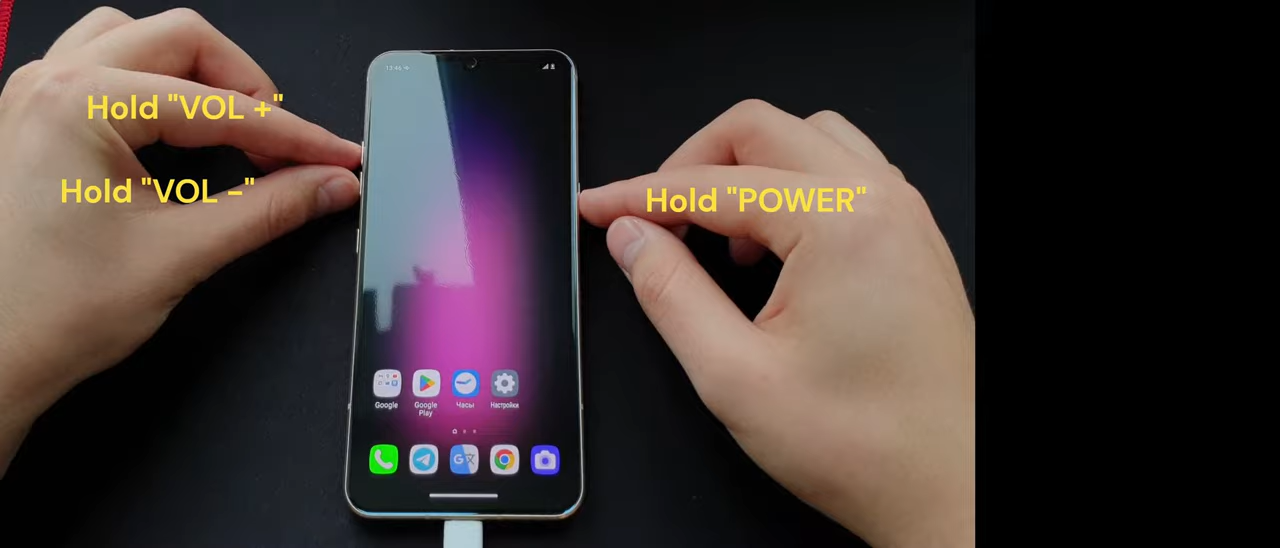 Hold "VOL +"
Hold "VOL -"
Hold "POWER"
Google
Google
Play
Часы
Настройки